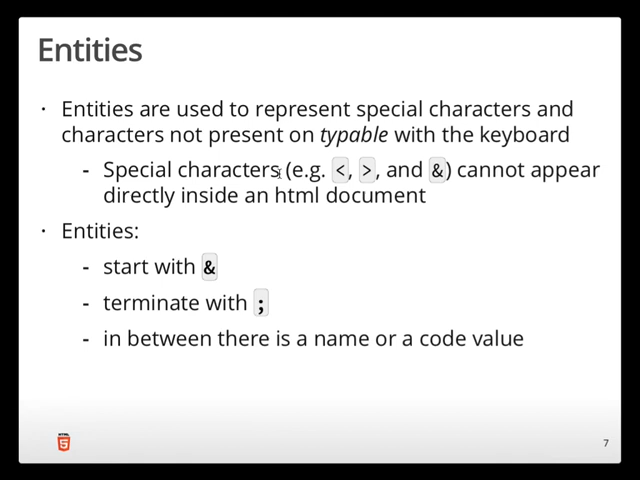 Entities
· Entities are used to represent special characters and
characters not present on typable with the keyboard
- Special characters (e.g. <, >, and &) cannot appear
directly inside an html document
· Entities:
- start with &
- terminate with ;
- in between there is a name or a code value
HTML
5
7